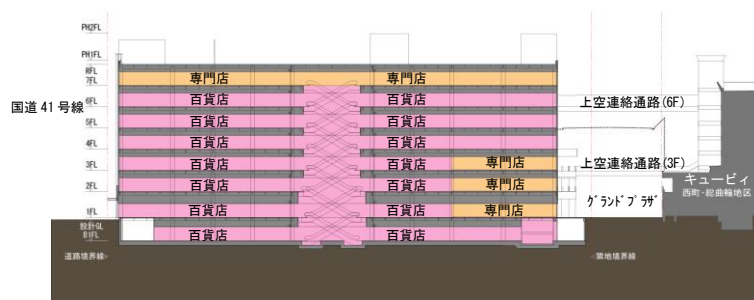 PH2FL
PH1FL
RFL
7FL 専門店 専門店
国道 41 号線
6FL 百貨店 百貨店 上空連絡通路(6F)
5FL 百貨店 百貨店
4FL 百貨店 百貨店
3FL 百貨店 百貨店 専門店 上空連絡通路(3F)
キュービィ
西町・総曲輪地区
2FL 百貨店 百貨店 専門店
グランドプラザ
1FL 百貨店 百貨店 専門店
設計GL
B1FL 百貨店 百貨店
道路境界線
隣地境界線